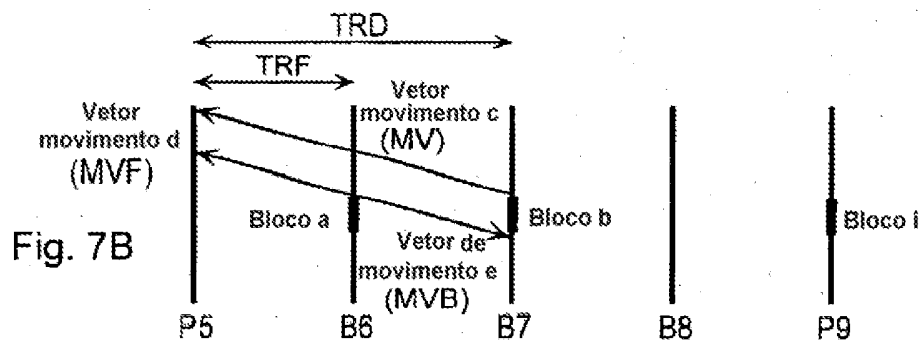 TRD
TRF
Vetor
movimento d
(MVF)
Vetor
movimento c
(MV)
Bloco a
Bloco b
Bloco i
Vetor de
movimento e
(MVB)
Fig. 7B
P5
B6
B7
B8
P9